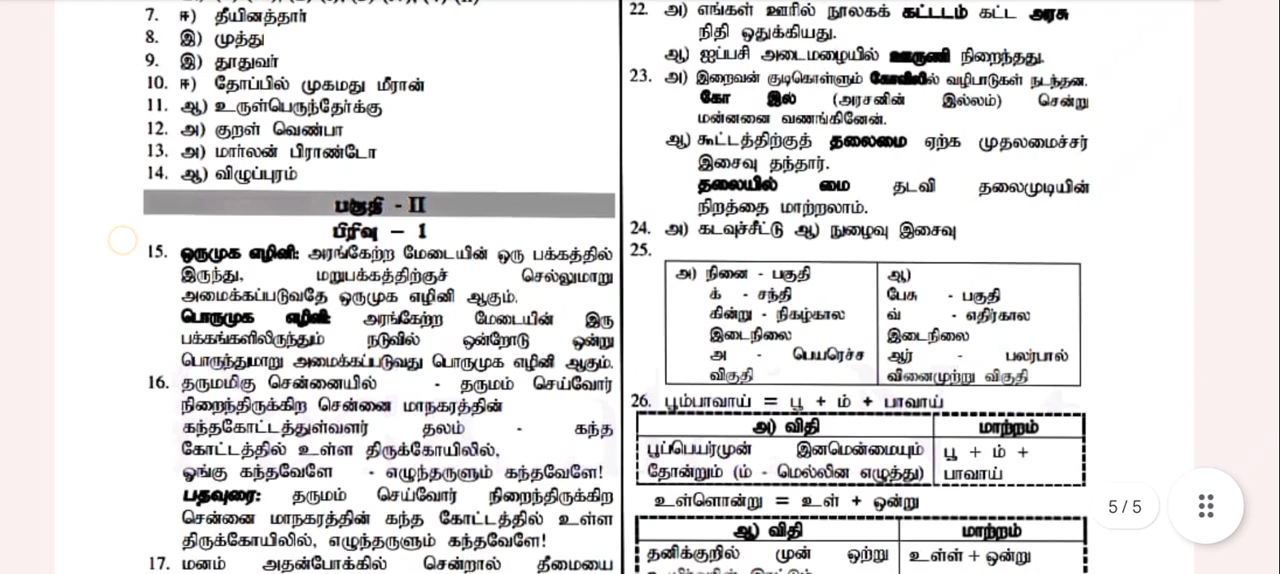 7. ஈ) தீயினத்தார்
8. இ) முத்து
9. இ) தூதுவர்
10. ஈ) தோப்பில் முகமது மீரான்
11. ஆ) உருள்பெருந்தேர்க்கு
12. அ) குறள் வெண்பா
13. அ) மார்லன் பிராண்டோ
14. ஆ) விழுப்புரம்
பகுதி - II
பிரிவு – 1
15. ஒருமுக எழினி: அரங்கேற்ற மேடையின் ஒரு பக்கத்தில்
இருந்து, மறுபக்கத்திற்குச் செல்லுமாறு
அமைக்கப்படுவதே ஒருமுக எழினி ஆகும்.
பொருமுக எழினி: அரங்கேற்ற மேடையின் இரு
பக்கங்களிலிருந்தும் நடுவில் ஒன்றோடு ஒன்று
பொருந்துமாறு அமைக்கப்படுவது பொருமுக எழினி ஆகும்.
16. தருமமிகு சென்னையில் - தருமம் செய்வோர்
நிறைந்திருக்கிற சென்னை மாநகரத்தின்
கந்தகோட்டத்துள்வளர் தலம் - கந்த
கோட்டத்தில் உள்ள திருக்கோயிலில்,
ஓங்கு கந்தவேளே - எழுந்தருளும் கந்தவேளே!
பதவுரை: தருமம் செய்வோர் நிறைந்திருக்கிற
சென்னை மாநகரத்தின் கந்த கோட்டத்தில் உள்ள
திருக்கோயிலில், எழுந்தருளும் கந்தவேளே!
17. மனம் அதன்போக்கில் சென்றால் தீமையை
22. அ) எங்கள் ஊரில் நூலகக் கட்டடம் கட்ட அரசு
நிதி ஒதுக்கியது.
ஆ) ஐப்பசி அடைமழையில் ஊருணி நிறைந்தது.
23. அ) இறைவன் குடிகொள்ளும் கோவிலில் வழிபாடுகள் நடந்தன.
கோ இல் (அரசனின் இல்லம்) சென்று
மன்னனை வணங்கினேன்.
ஆ) கூட்டத்திற்குத் தலைமை ஏற்க முதலமைச்சர்
இசைவு தந்தார்.
தலையில் மை தடவி தலைமுடியின்
நிறத்தை மாற்றலாம்.
24. அ) கடவுச்சீட்டு ஆ) நுழைவு இசைவு
25.
அ) நினை - பகுதி
க் - சந்தி
கின்று - நிகழ்கால
இடைநிலை
அ - பெயரெச்ச
விகுதி
ஆ)
பேசு - பகுதி
வ் - எதிர்கால
இடைநிலை
ஆர் - பலர்பால்
வினைமுற்று விகுதி
26. பூம்பாவாய் = பூ + ம் + பாவாய்
அ) விதி மாற்றம்
பூப்பெயர்முன் இனமென்மையும் பூ + ம் +
தோன்றும் (ம் - மெல்லின எழுத்து) பாவாய்
உள்ளொன்று = உள் + ஒன்று
ஆ) விதி மாற்றம்
தனிக்குறில் முன் ஒற்று உள்ள் + ஒன்று
5 / 5